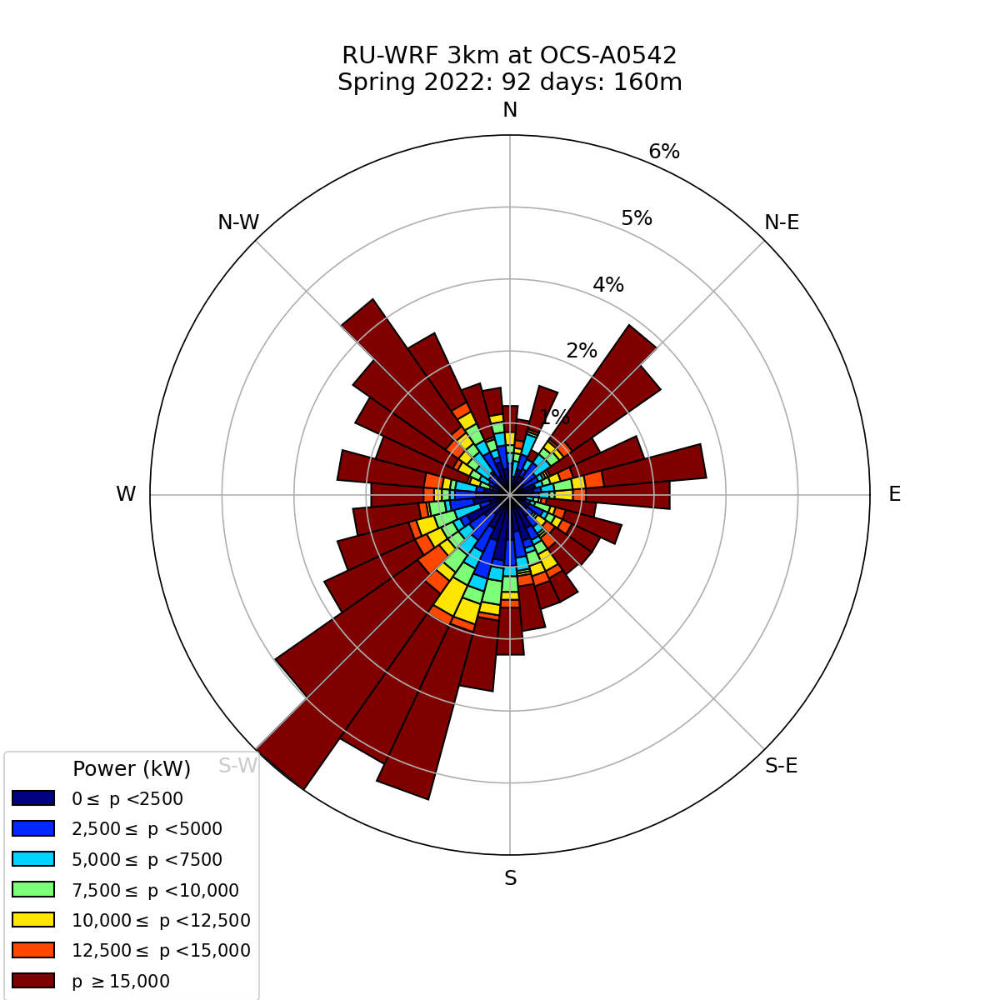 RU-WRF 3km at OCS-A0542
Spring 2022: 92 days: 160m
N
6%
N-W
5%
N-E
4%
2%
1%
W
E
S-W
S-E
S
Power (kW)
0≤ p <2500
2,500≤ p <5000
5,000≤ p <7500
7,500≤ p <10,000
10,000≤ p <12,500
12,500≤ p <15,000
p ≥15,000